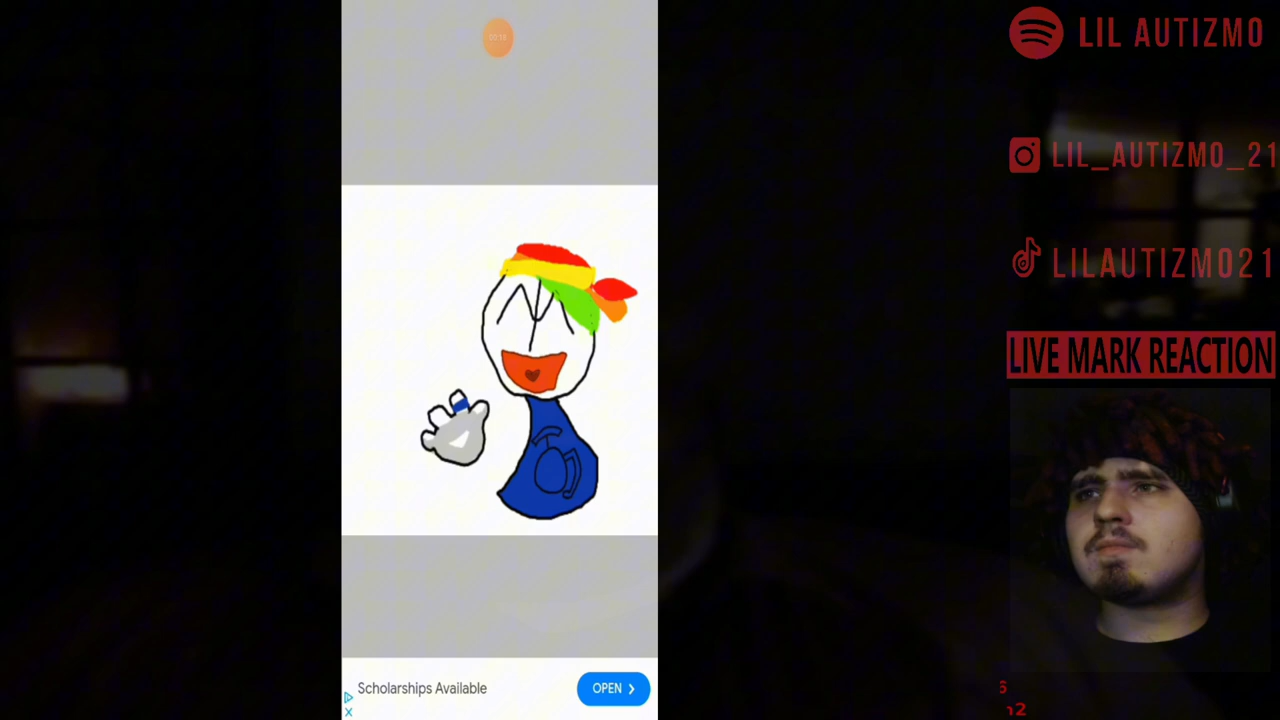 LIL AUTIZMO
LIL_AUTIZMO_21
LILAUTIZMO21
LIVE MARK REACTION
Scholarships Available
OPEN